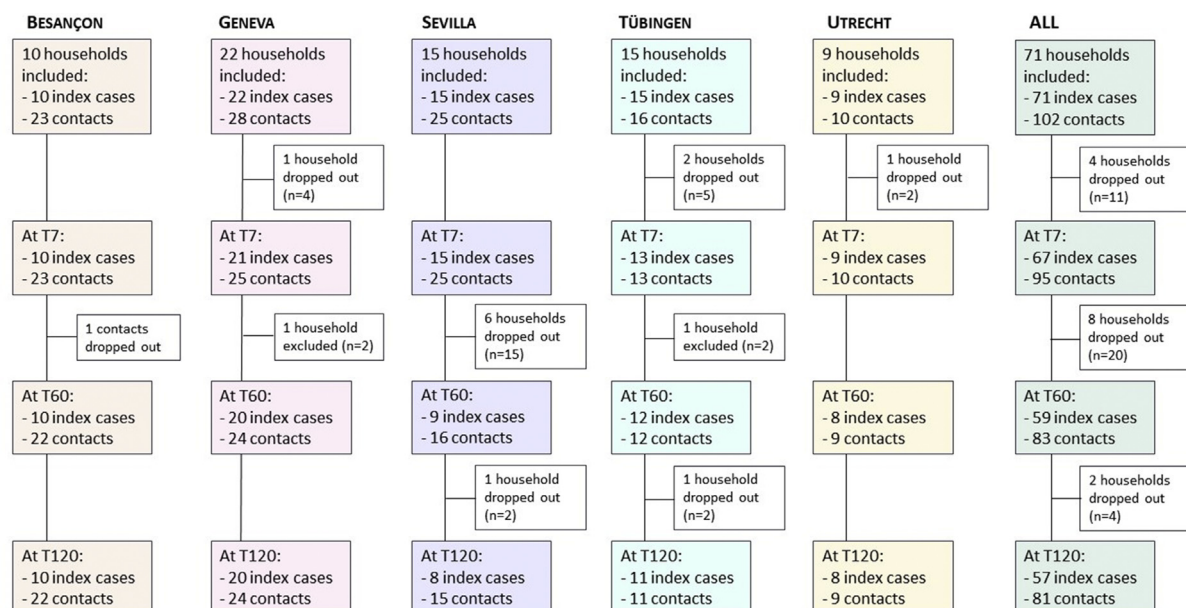 BESANÇON
10 households
included:
- 10 index cases
- 23 contacts
At T7:
- 10 index cases
- 23 contacts
1 contacts
dropped out
At T60:
- 10 index cases
- 22 contacts
At T120:
- 10 index cases
- 22 contacts
GENEVA
22 households
included:
- 22 index cases
- 28 contacts
1 household
dropped out
(n=4)
At T7:
- 21 index cases
- 25 contacts
1 household
excluded (n=2)
At T60:
- 20 index cases
- 24 contacts
At T120:
- 20 index cases
- 24 contacts
SEVILLA
15 households
included:
- 15 index cases
- 25 contacts
At T7:
- 15 index cases
- 25 contacts
6 households
dropped out
(n=15)
At T60:
- 9 index cases
- 16 contacts
1 household
dropped out
(n=2)
At T120:
- 8 index cases
- 15 contacts
TÜBINGEN
15 households
included:
- 15 index cases
- 16 contacts
2 households
dropped out
(n=5)
At T7:
- 13 index cases
- 13 contacts
1 household
excluded (n=2)
At T60:
- 12 index cases
- 12 contacts
1 household
dropped out
(n=2)
At T120:
- 11 index cases
- 11 contacts
UTRECHT
9 households
included:
- 9 index cases
- 10 contacts
1 household
dropped out
(n=2)
At T7:
- 9 index cases
- 10 contacts
At T60:
- 8 index cases
- 9 contacts
At T120:
- 8 index cases
- 9 contacts
ALL
71 households
included:
- 71 index cases
- 102 contacts
4 households
dropped out
(n=11)
At T7:
- 67 index cases
- 95 contacts
8 households
dropped out
(n=20)
At T60:
- 59 index cases
- 83 contacts
2 households
dropped out
(n=4)
At T120:
- 57 index cases
- 81 contacts